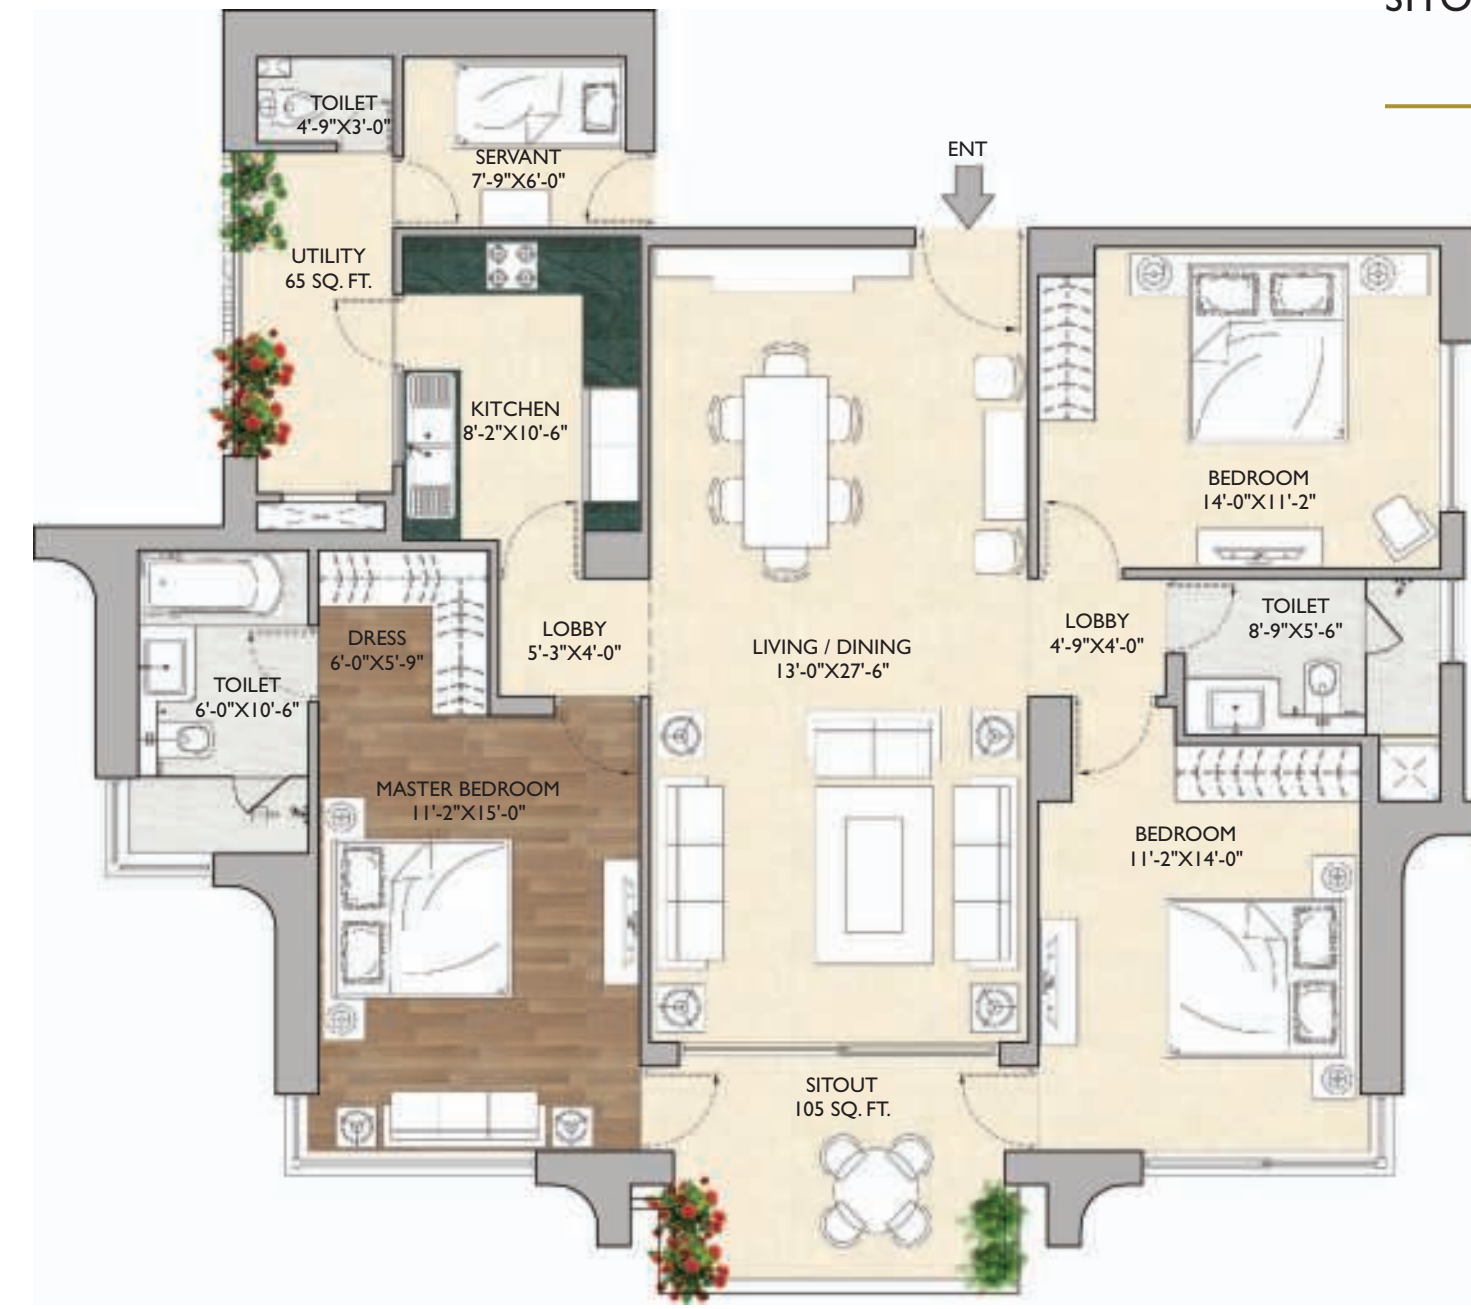 TOILET
4'-9"X3'-0"
SERVANT
7'-9"X6'-0"
ENT
UTILITY
65 SQ. FT.
KITCHEN
8'-2"X10'-6"
BEDROOM
14'-0"X11'-2"
DRESS
6'-0"X5'-9"
LOBBY
5'-3"X4'-0"
LIVING / DINING
13'-0"X27'-6"
LOBBY
4'-9"X4'-0"
TOILET
8'-9"X5'-6"
TOILET
6'-0"X10'-6"
MASTER BEDROOM
11'-2"X15'-0"
BEDROOM
11'-2"X14'-0"
SITOUT
105 SQ. FT.